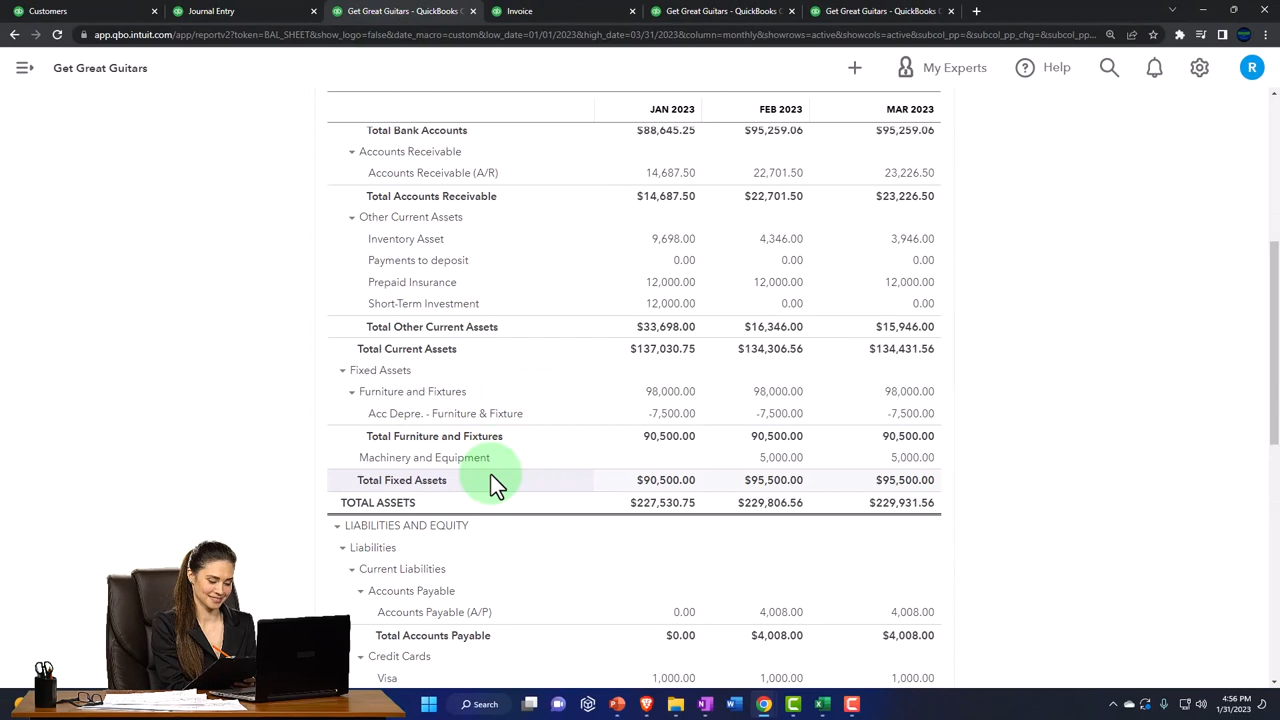 Customers
Journal Entry
Get Great Guitars - QuickBooks
Invoice
Get Great Guitars - QuickBooks
Get Great Guitars - QuickBooks
app.qbo.intuit.com/app/reportv2?token=BAL_SHEET&show_logo=false&date_macro=custom&low_date=01/01/2023&high_date=03/31/2023&column=monthly&showrows=active&showcols=active&subcol_pp=&subcol_pp_chg=&subcol_pp...
Get Great Guitars
My Experts
Help
R
JAN 2023 FEB 2023 MAR 2023
Total Bank Accounts $88,645.25 $95,259.06 $95,259.06
Accounts Receivable
Accounts Receivable (A/R) 14,687.50 22,701.50 23,226.50
Total Accounts Receivable $14,687.50 $22,701.50 $23,226.50
Other Current Assets
Inventory Asset 9,698.00 4,346.00 3,946.00
Payments to deposit 0.00 0.00 0.00
Prepaid Insurance 12,000.00 12,000.00 12,000.00
Short-Term Investment 12,000.00 0.00 0.00
Total Other Current Assets $33,698.00 $16,346.00 $15,946.00
Total Current Assets $137,030.75 $134,306.56 $134,431.56
Fixed Assets
Furniture and Fixtures 98,000.00 98,000.00 98,000.00
Acc Depre. - Furniture & Fixture -7,500.00 -7,500.00 -7,500.00
Total Furniture and Fixtures 90,500.00 90,500.00 90,500.00
Machinery and Equipment 5,000.00 5,000.00
Total Fixed Assets $90,500.00 $95,500.00 $95,500.00
TOTAL ASSETS $227,530.75 $229,806.56 $229,931.56
LIABILITIES AND EQUITY
Liabilities
Current Liabilities
Accounts Payable
Accounts Payable (A/P) 0.00 4,008.00 4,008.00
Total Accounts Payable $0.00 $4,008.00 $4,008.00
Credit Cards
Visa 1,000.00 1,000.00 1,000.00
Search
4:56 PM
1/31/2023